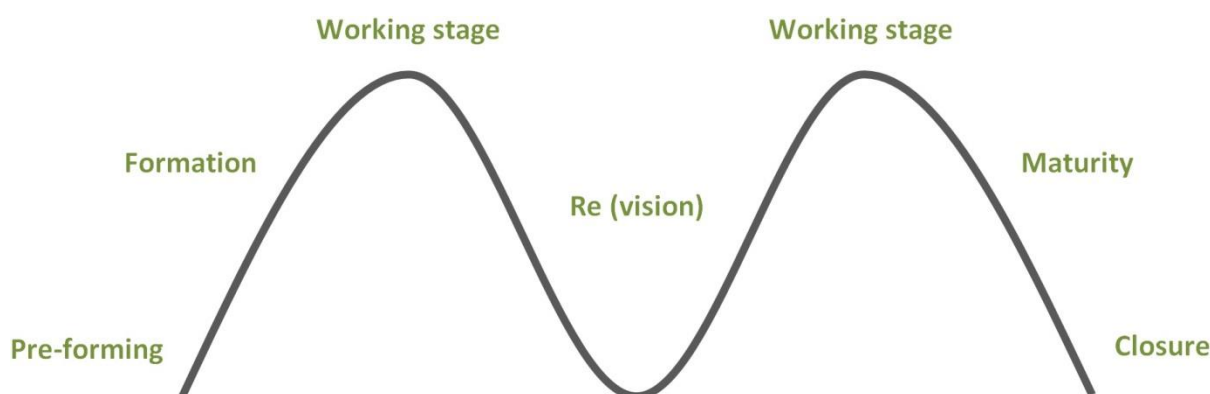 Working stage
Working stage
Formation
Maturity
Re (vision)
Pre-forming
Closure